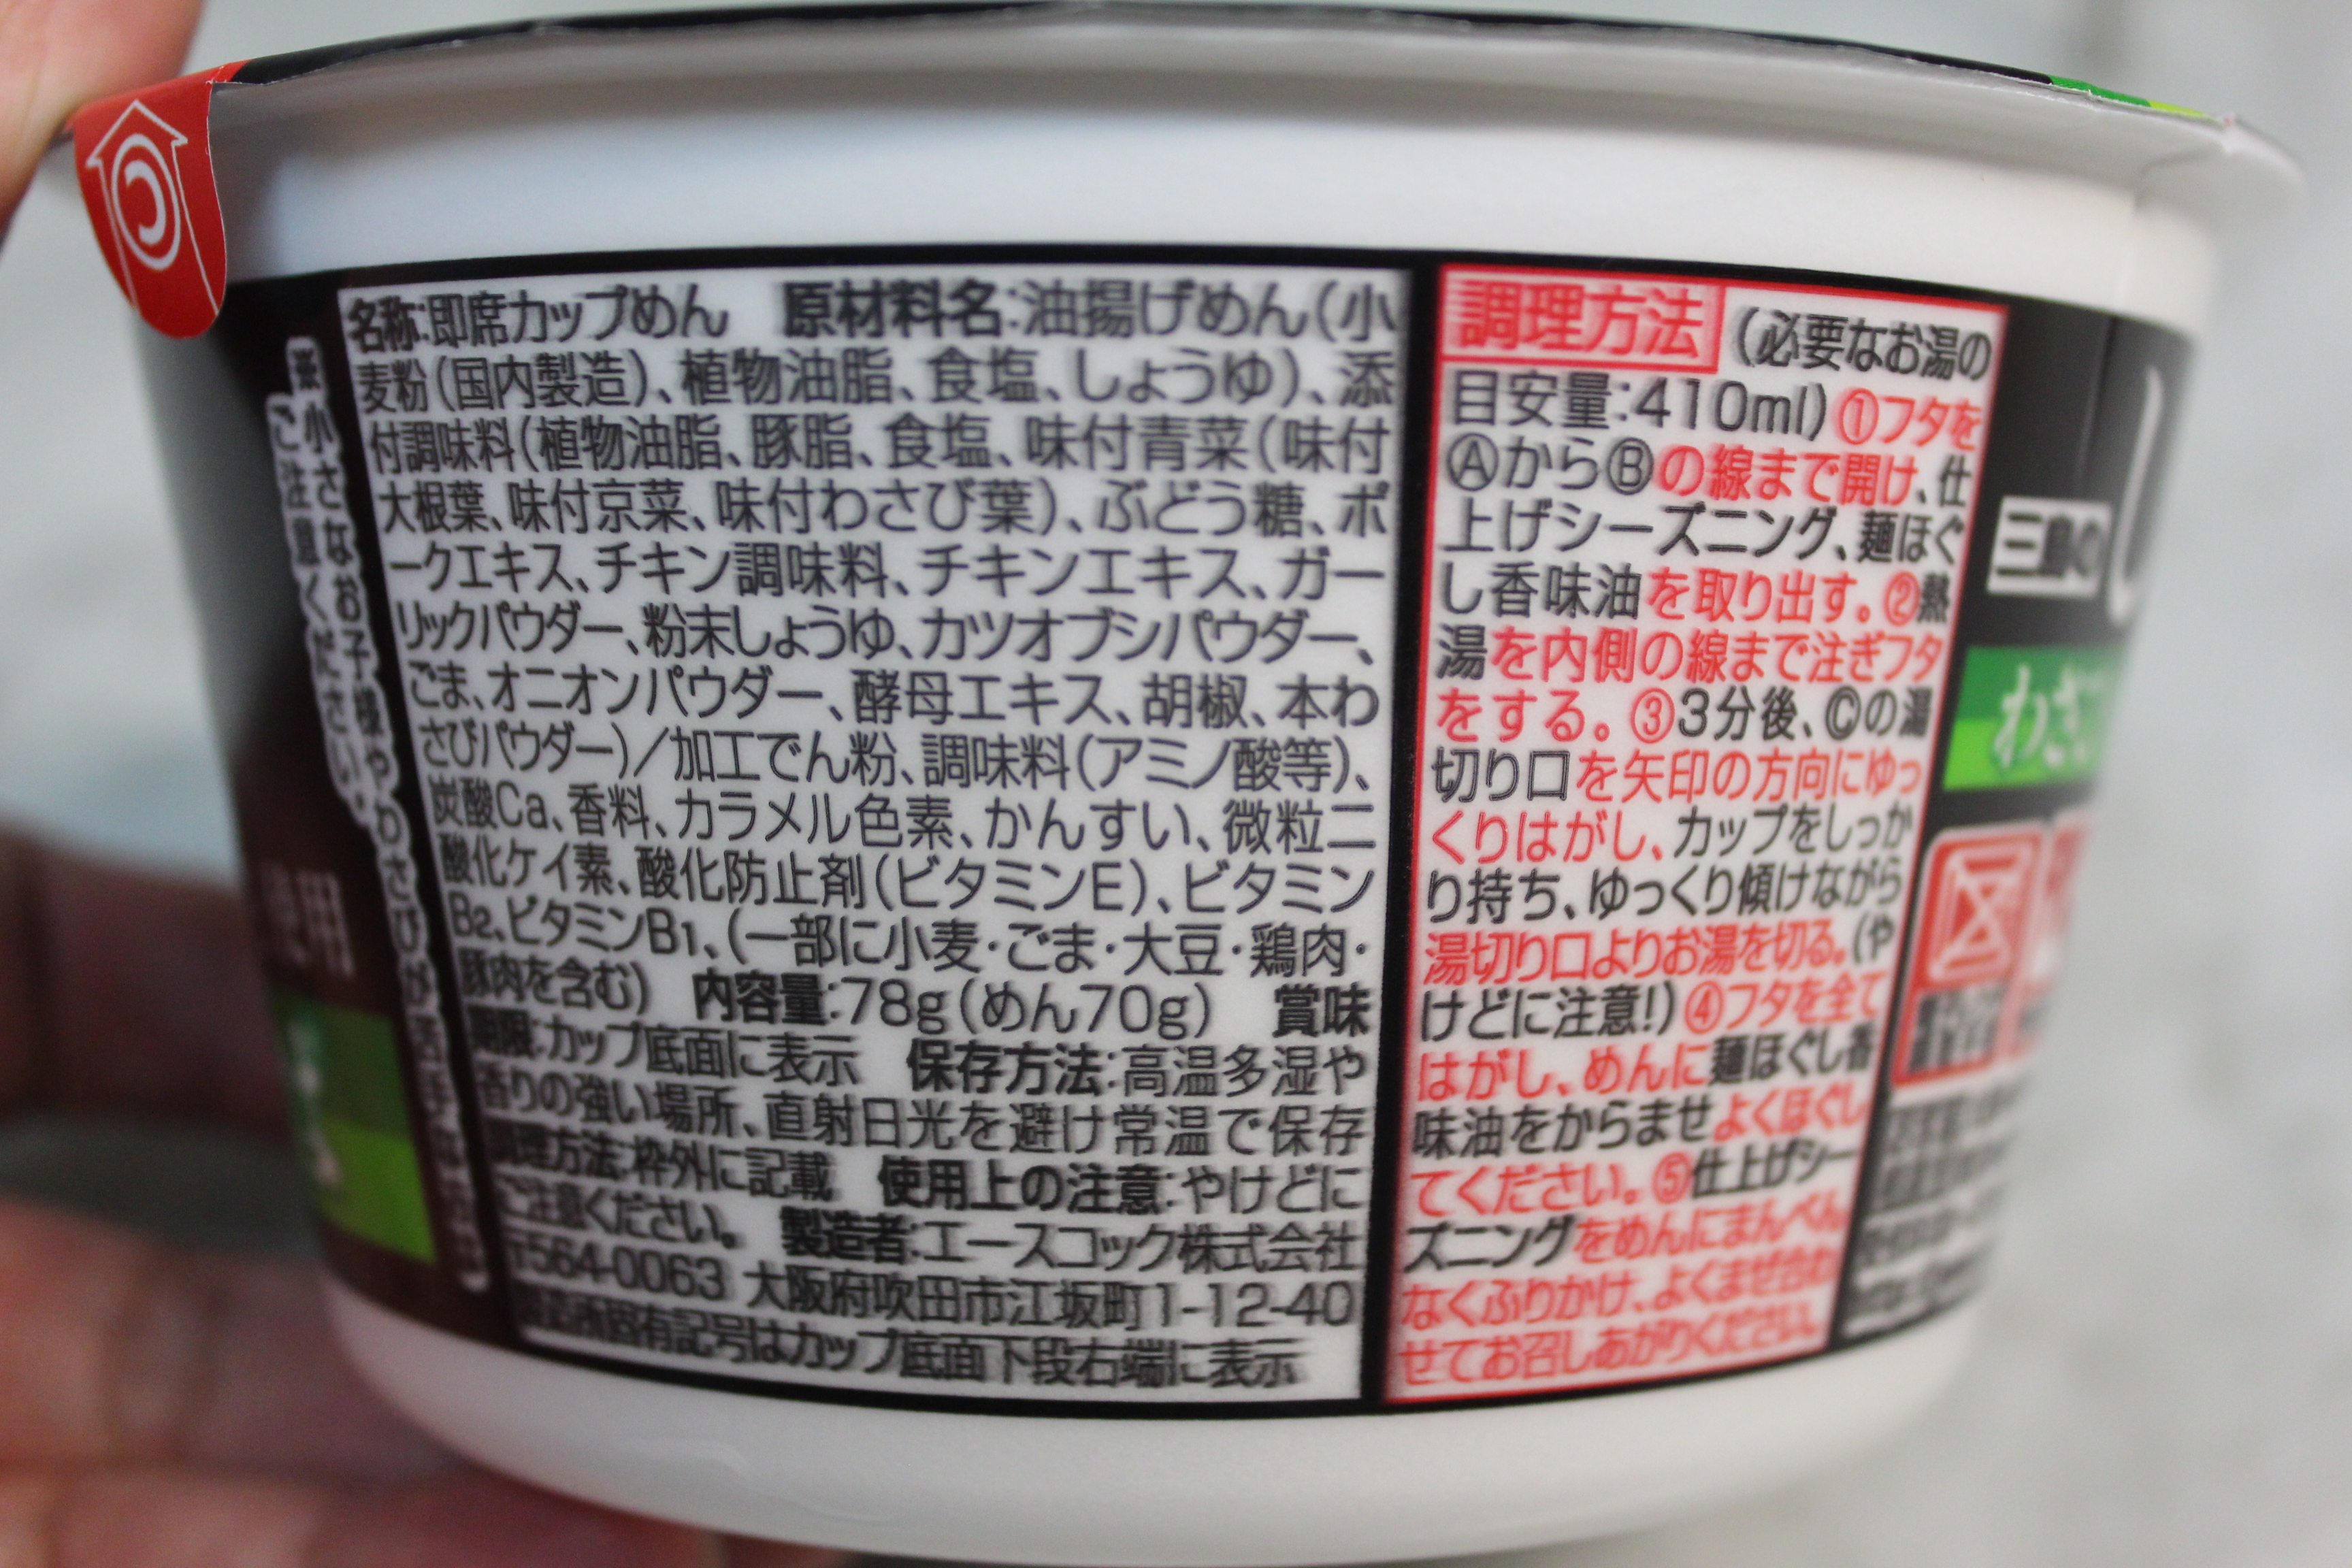 ※小さなお子様やわさびが苦手な
ご注意ください。
使用
名称:即席カップめん　原材料名:油揚げめん(小
麦粉(国内製造)、植物油脂、食塩、しょうゆ)、添
付調味料(植物油脂、豚脂、食塩、味付青菜(味付
大根葉、味付京菜、味付わさび葉)、ぶどう糖、ポ
ークエキス、チキン調味料、チキンエキス、ガー
リックパウダー、粉末しょうゆ、カツオブシパウダー、
ごま、オニオンパウダー、酵母エキス、胡椒、本わ
さびパウダー)/加工でん粉、調味料(アミノ酸等)、
炭酸Ca、香料、カラメル色素、かんすい、微粒二
酸化ケイ素、酸化防止剤(ビタミンE)、ビタミン
B2、ビタミンB1、(一部に小麦・ごま・大豆・鶏肉・
豚肉を含む)　内容量:78g(めん70g)　賞味
期限:カップ底面に表示　保存方法:高温多湿や
香りの強い場所、直射日光を避け常温で保存
調理方法:枠外に記載　使用上の注意:やけどに
ご注意ください。　製造者:エースコック株式会社
〒564-0063 大阪府吹田市江坂町1-12-40
製造所固有記号はカップ底面下段右端に表示
調理方法 (必要なお湯の
目安量:410ml) ①フタを
ⒶからⒷの線まで開け、仕
上げシーズニング、麺ほぐ
し香味油を取り出す。②熱
湯を内側の線まで注ぎフタ
をする。③3分後、Ⓒの湯
切り口を矢印の方向にゆっ
くりはがし、カップをしっか
り持ち、ゆっくり傾けながら
湯切り口よりお湯を切る。(や
けどに注意!) ④フタを全て
はがし、めんに麺ほぐし香
味油をからませよくほぐし
てください。⑤仕上げシー
ズニングをめんにまんべん
なくふりかけ、よくまぜ合わ
せてお召しあがりください。
三島の
わさび